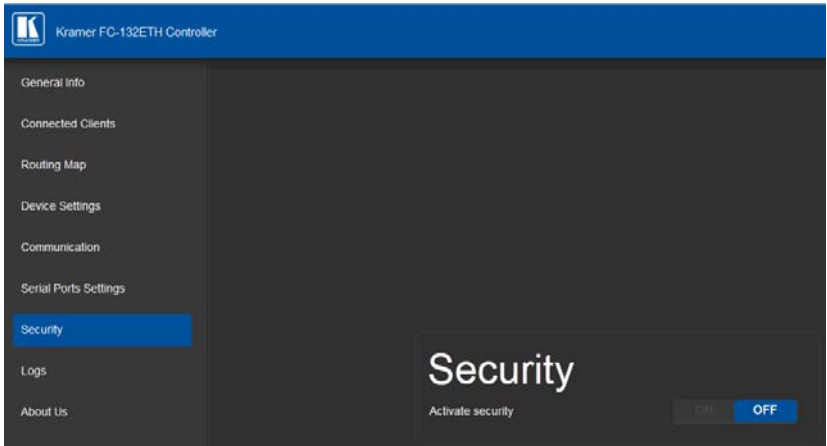 Kramer FC-132ETH Controller
General Info
Connected Clients
Routing Map
Device Settings
Communication
Serial Ports Settings
Security
Logs
About Us
Security
Activate security
ON OFF